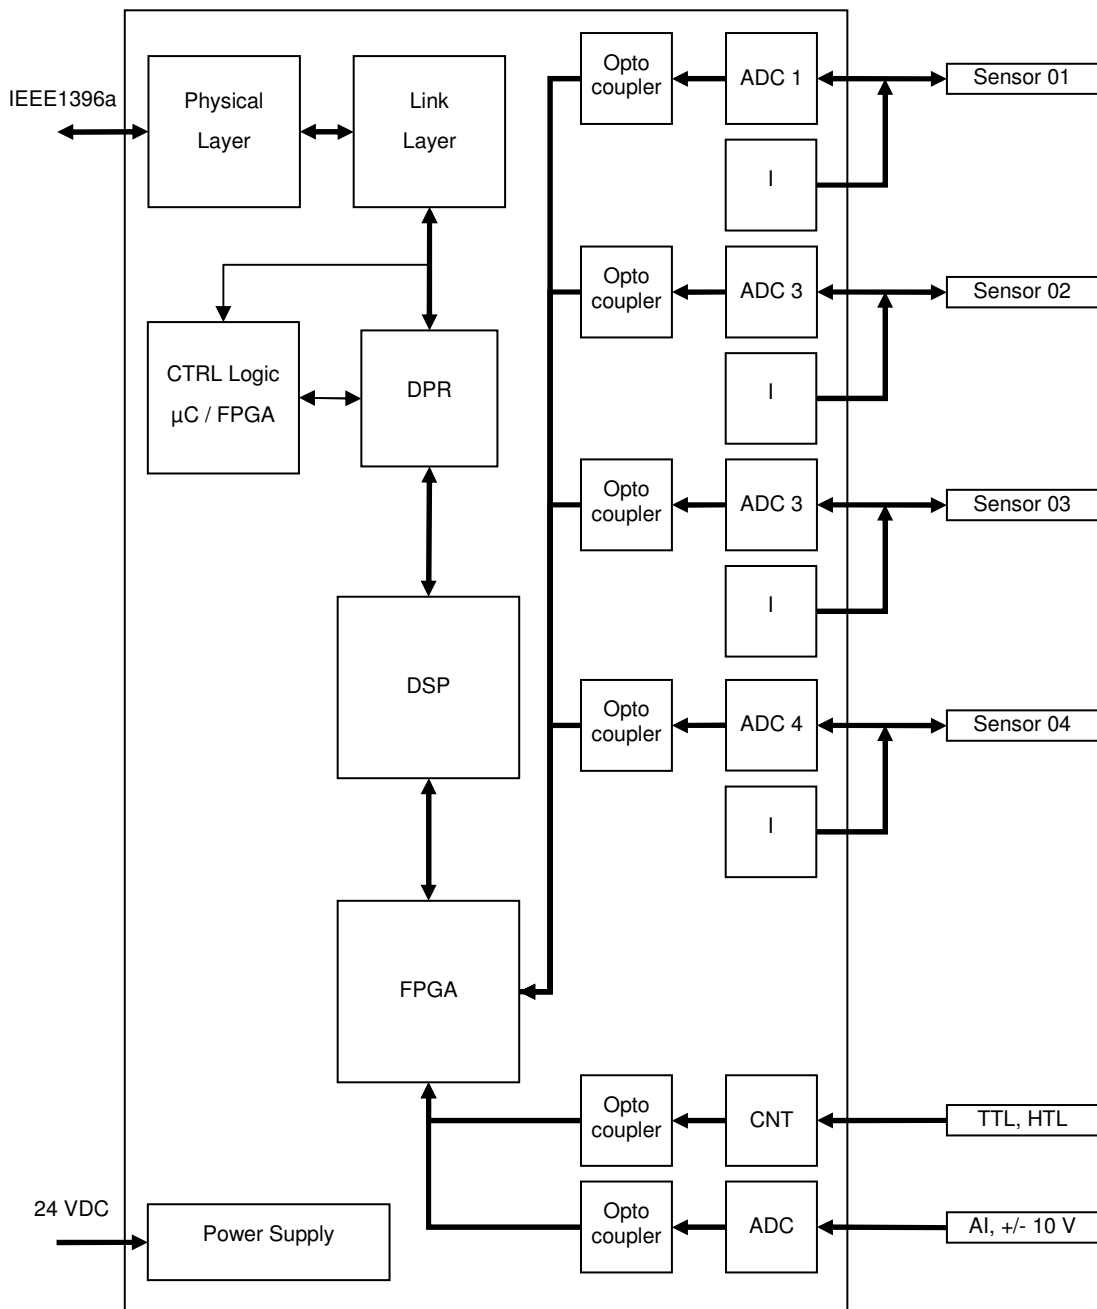 IEEE1396a
Physical
Layer
Link
Layer
Opto
coupler
ADC 1
Sensor 01
I
Opto
coupler
ADC 3
Sensor 02
I
CTRL Logic
µC / FPGA
DPR
Opto
coupler
ADC 3
Sensor 03
I
DSP
Opto
coupler
ADC 4
Sensor 04
I
FPGA
Opto
coupler
CNT
TTL, HTL
24 VDC
Power Supply
Opto
coupler
ADC
AI, +/- 10 V